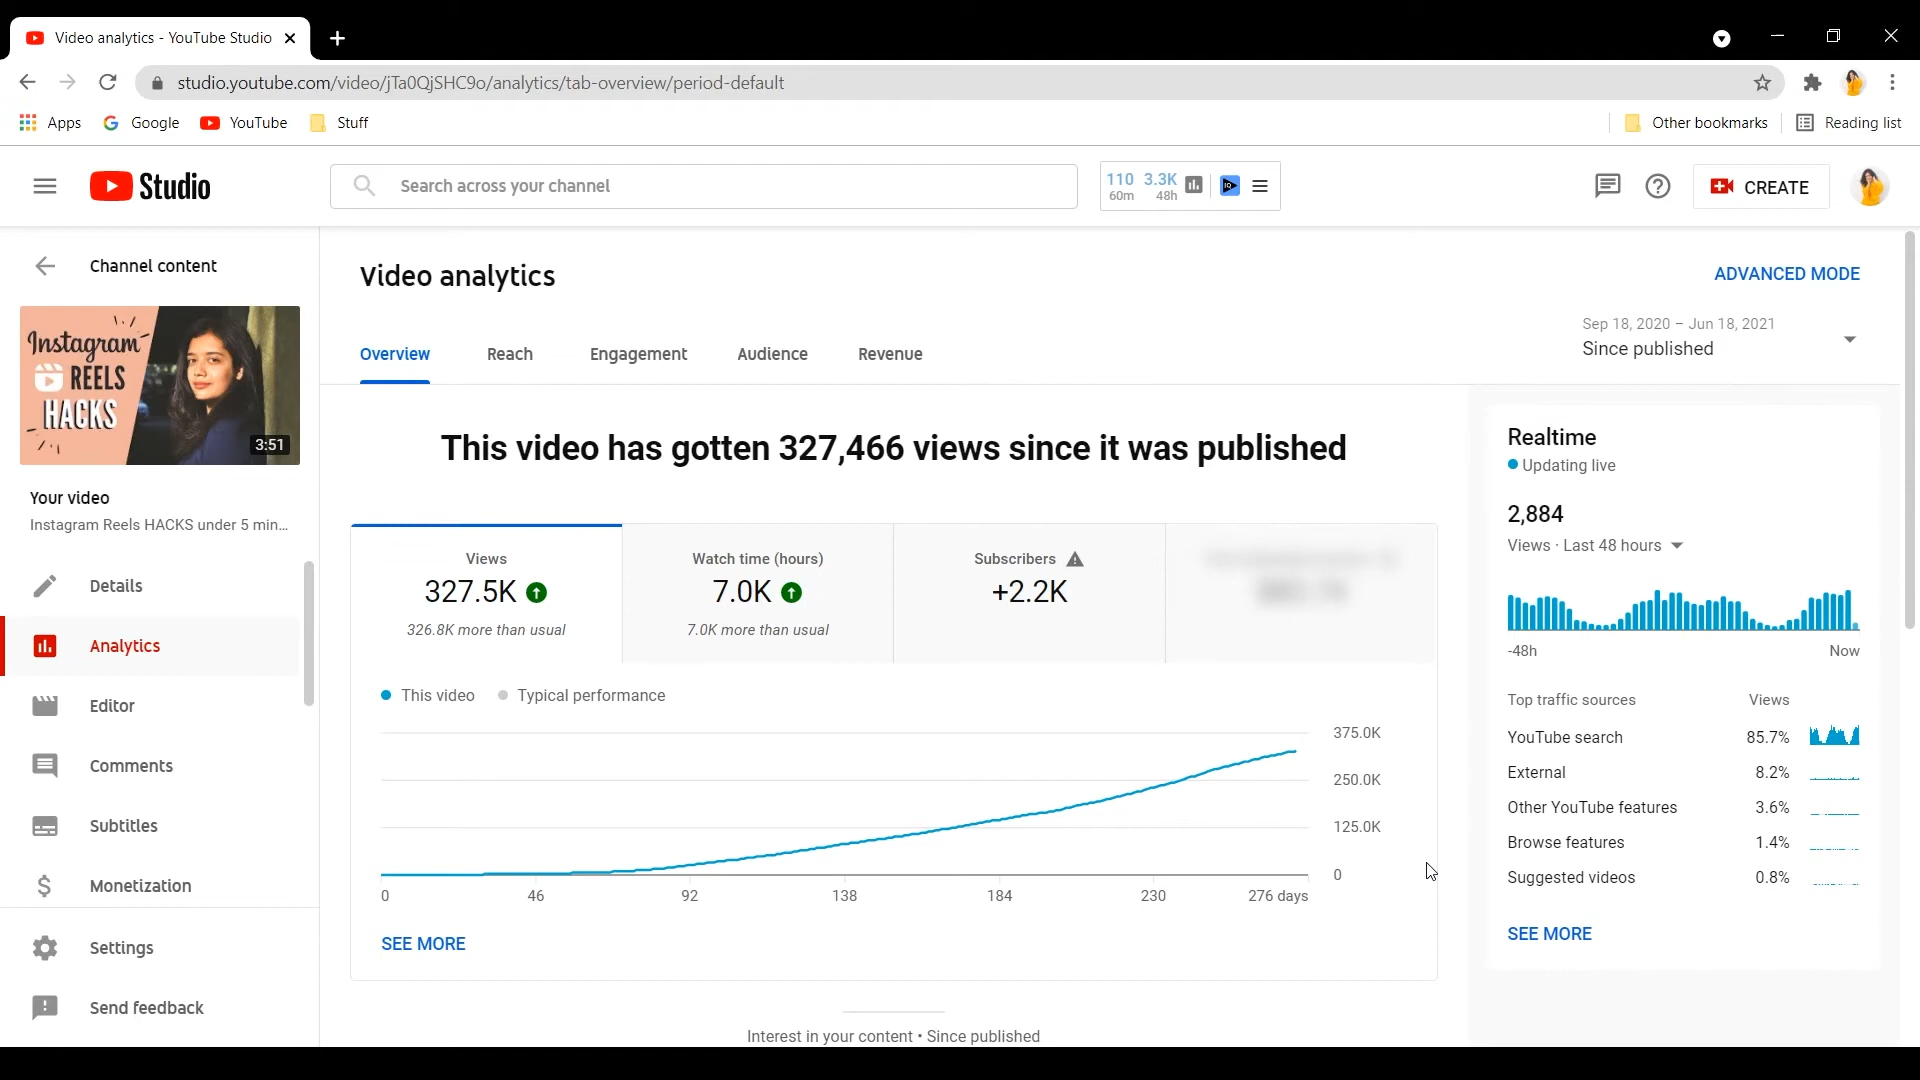 Video analytics - YouTube Studio
studio.youtube.com/video/jTa0QjSHC9o/analytics/tab-overview/period-default
Apps Google YouTube Stuff Other bookmarks Reading list
Studio
Search across your channel
110 3.3K
60m 48h
CREATE
Channel content
Instagram
REELS
HACKS
3:51
Your video
Instagram Reels HACKS under 5 min...
Details
Analytics
Editor
Comments
Subtitles
Monetization
Settings
Send feedback
Video analytics
ADVANCED MODE
Sep 18, 2020 – Jun 18, 2021
Since published
Overview Reach Engagement Audience Revenue
This video has gotten 327,466 views since it was published
Views
327.5K
326.8K more than usual
Watch time (hours)
7.0K
7.0K more than usual
Subscribers
+2.2K
This video Typical performance
375.0K
250.0K
125.0K
0
0 46 92 138 184 230 276 days
SEE MORE
Interest in your content • Since published
Realtime
Updating live
2,884
Views · Last 48 hours
-48h Now
Top traffic sources Views
YouTube search 85.7%
External 8.2%
Other YouTube features 3.6%
Browse features 1.4%
Suggested videos 0.8%
SEE MORE